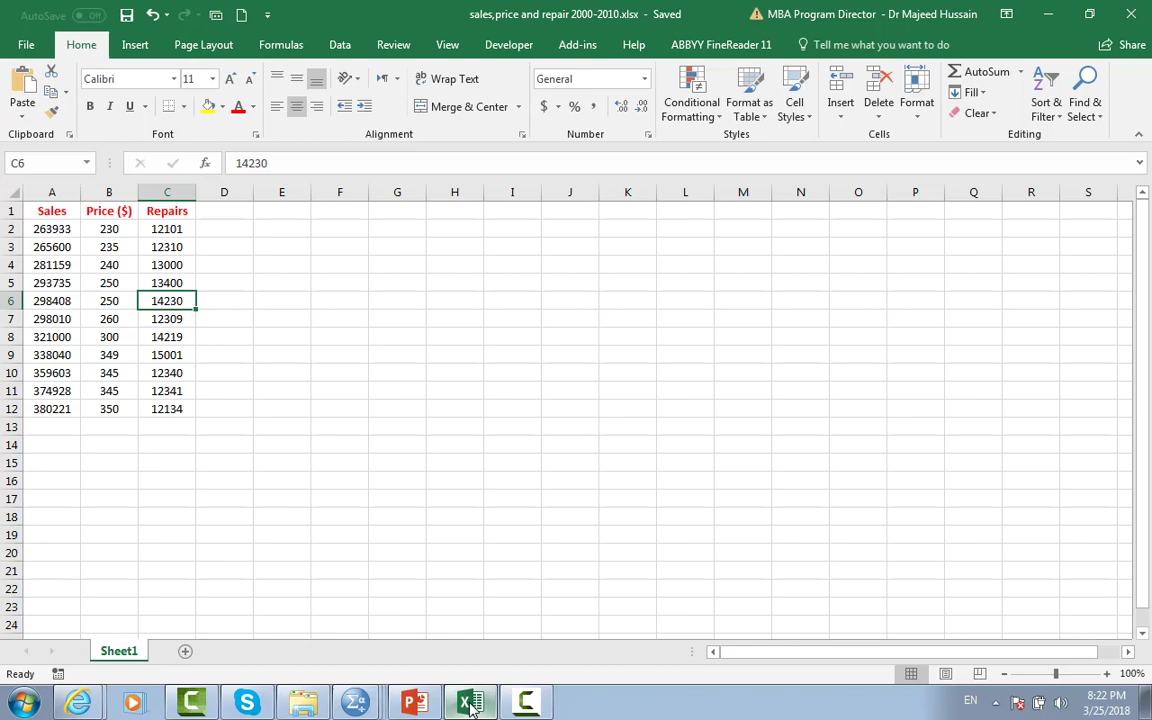 AutoSave Off sales,price and repair 2000-2010.xlsx - Saved MBA Program Director - Dr Majeed Hussain
File Home Insert Page Layout Formulas Data Review View Developer Add-ins Help ABBYY FineReader 11 Tell me what you want to do Share
Paste Calibri 11 Wrap Text General Conditional Formatting Format as Table Cell Styles Insert Delete Format AutoSum Sort & Filter Find & Select
B I U A Merge & Center $ % , Fill
Clear
Clipboard Font Alignment Number Styles Cells Editing
C6 fx 14230
A B C D E F G H I J K L M N O P Q R S
1 Sales Price ($) Repairs
2 263933 230 12101
3 265600 235 12310
4 281159 240 13000
5 293735 250 13400
6 298408 250 14230
7 298010 260 12309
8 321000 300 14219
9 338040 349 15001
10 359603 345 12340
11 374928 345 12341
12 380221 350 12134
13
14
15
16
17
18
19
20
21
22
23
24
Sheet1
Ready 100%
EN 8:22 PM
3/25/2018